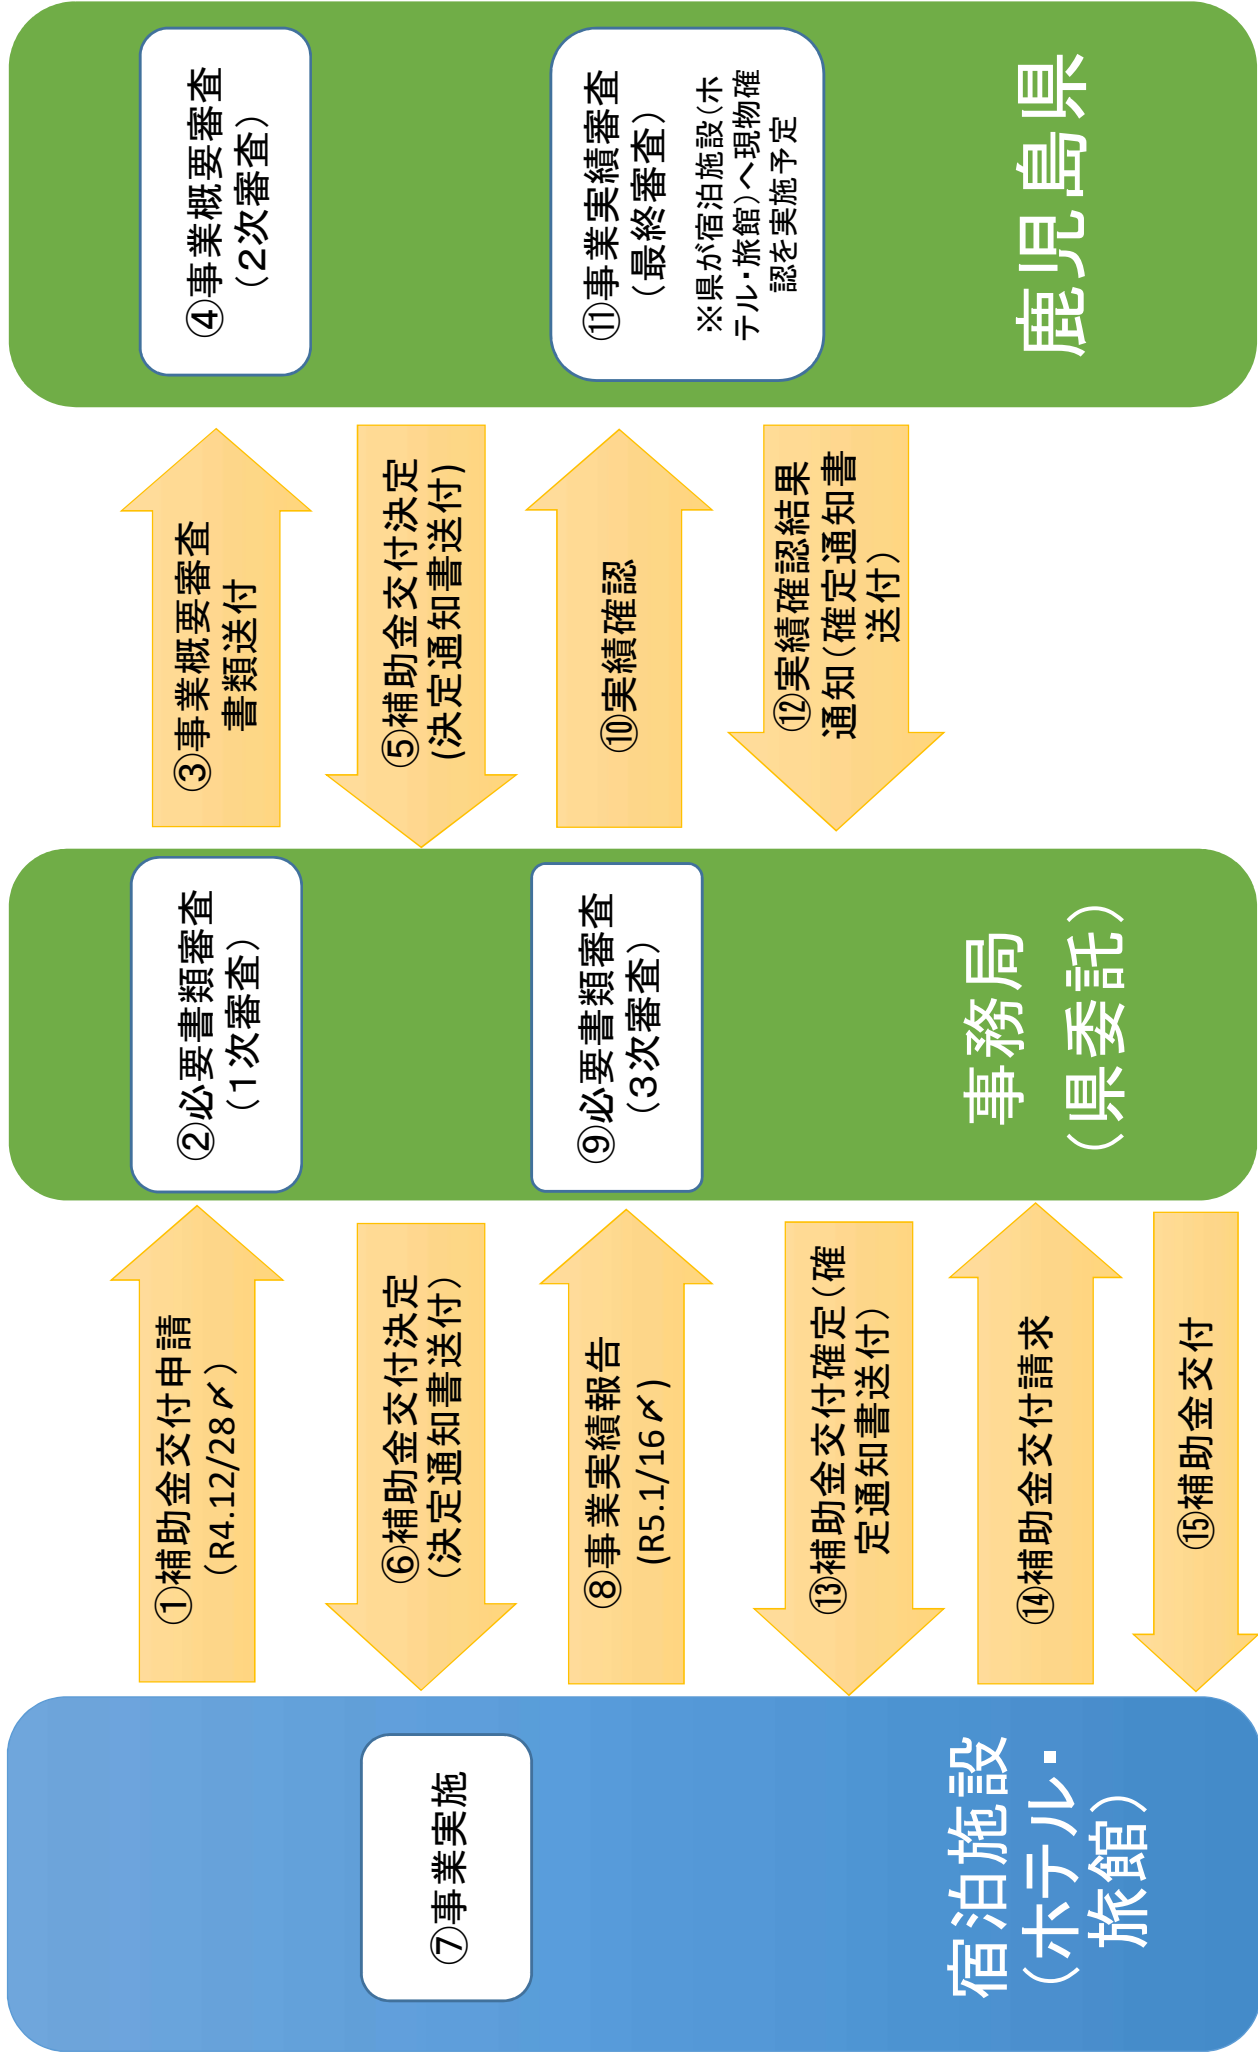 ①補助金交付申請
（R4.12/28〆）
②必要書類審査
（１次審査）
③事業概要審査
書類送付
④事業概要審査
（２次審査）
⑤補助金交付決定
(決定通知書送付)
⑥補助金交付決定
（決定通知書送付）
⑦事業実施
⑧事業実績報告
(R5.1/16〆)
⑨必要書類審査
（３次審査）
⑩実績確認
⑪事業実績審査
（最終審査）
※県が宿泊施設（ホ
テル・旅館）へ現物確
認を実施予定
⑫実績確認結果
通知（確定通知書
送付）
⑬補助金交付確定（確
定通知書送付）
⑭補助金交付請求
⑮補助金交付
宿泊施設
（ホテル・
旅館）
事務局
（県委託）
鹿児島県